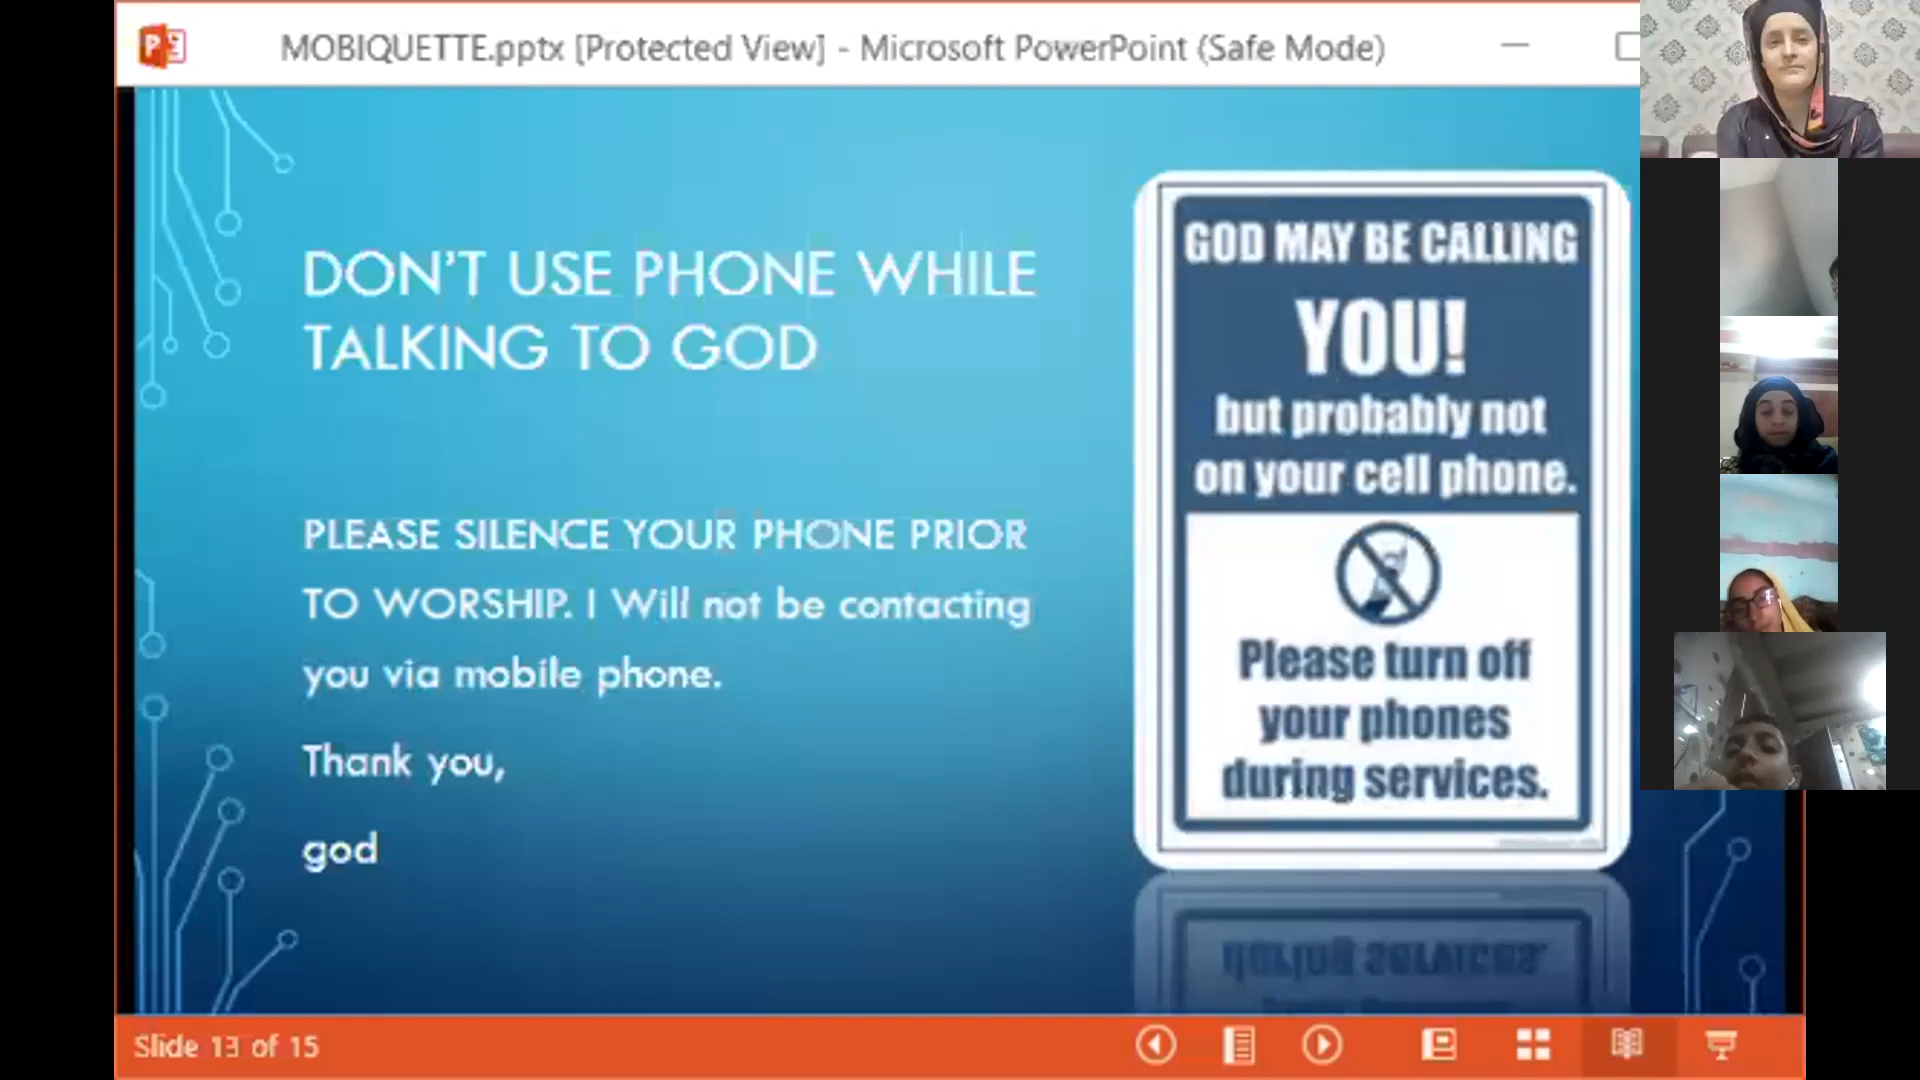 MOBIQUETTE.pptx [Protected View] - Microsoft PowerPoint (Safe Mode)
DON'T USE PHONE WHILE
TALKING TO GOD
PLEASE SILENCE YOUR PHONE PRIOR
TO WORSHIP. I Will not be contacting
you via mobile phone.
Thank you,
god
GOD MAY BE CALLING
YOU!
but probably not
on your cell phone.
Please turn off
your phones
during services.
Slide 13 of 15